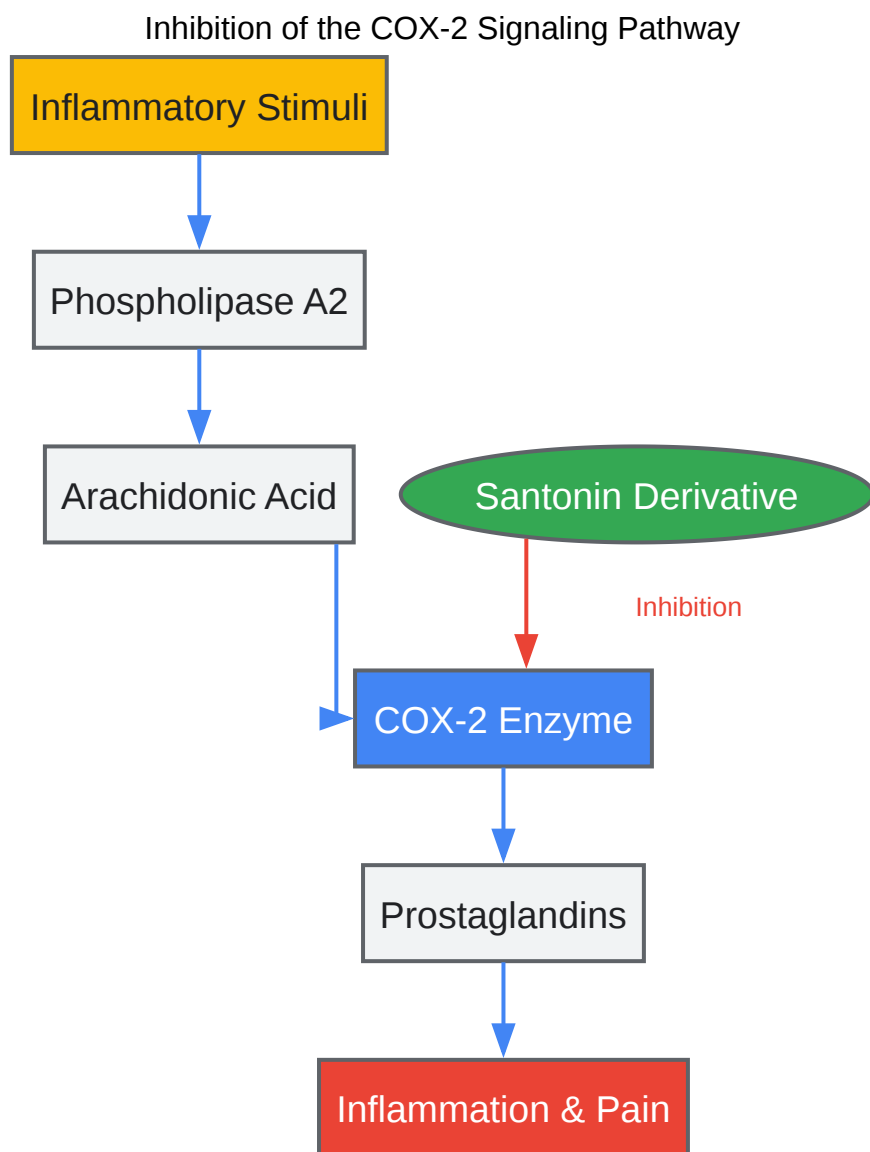 Inhibition of the COX-2 Signaling Pathway
Inflammatory Stimuli
Phospholipase A2
Arachidonic Acid
Santonin Derivative
Inhibition
COX-2 Enzyme
Prostaglandins
Inflammation & Pain